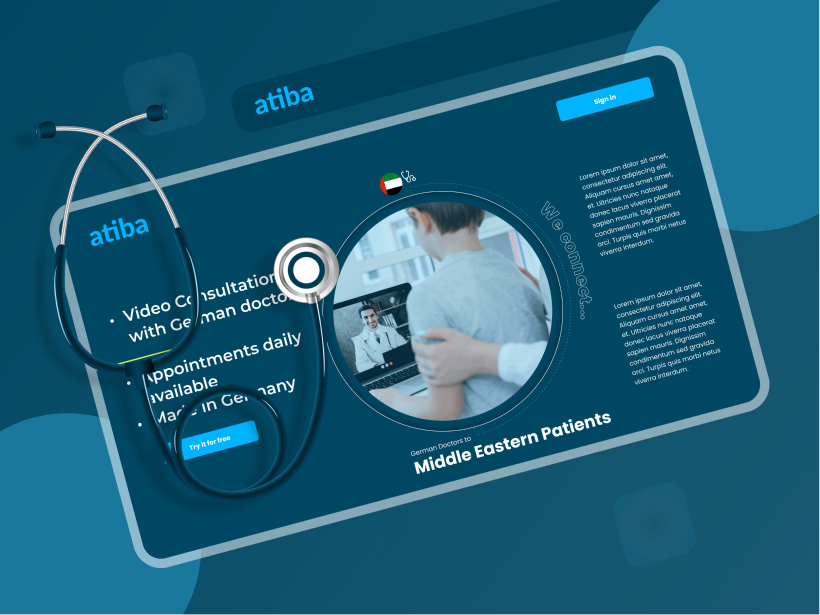 atiba
Sign in
atiba
Video Consultation
with German
Appointments daily
available
Made in Germany
Try it for free
We connect...
German Doctors to
Middle Eastern Patients
Lorem ipsum dolor sit amet,
consectetur adipiscing elit.
Aliquam cursus amet amet,
et. Ultricies nunc natoque
donec lacus viverra placerat
sapien mauris. Dignissim
condimentum sed gravida
orci. Turpis quis morbi netus
viverra interdum.
Lorem ipsum dolor sit amet,
consectetur adipiscing elit.
Aliquam cursus amet amet,
et. Ultricies nunc natoque
donec lacus viverra placerat
sapien mauris. Dignissim
condimentum sed gravida
orci. Turpis quis morbi netus
viverra interdum.